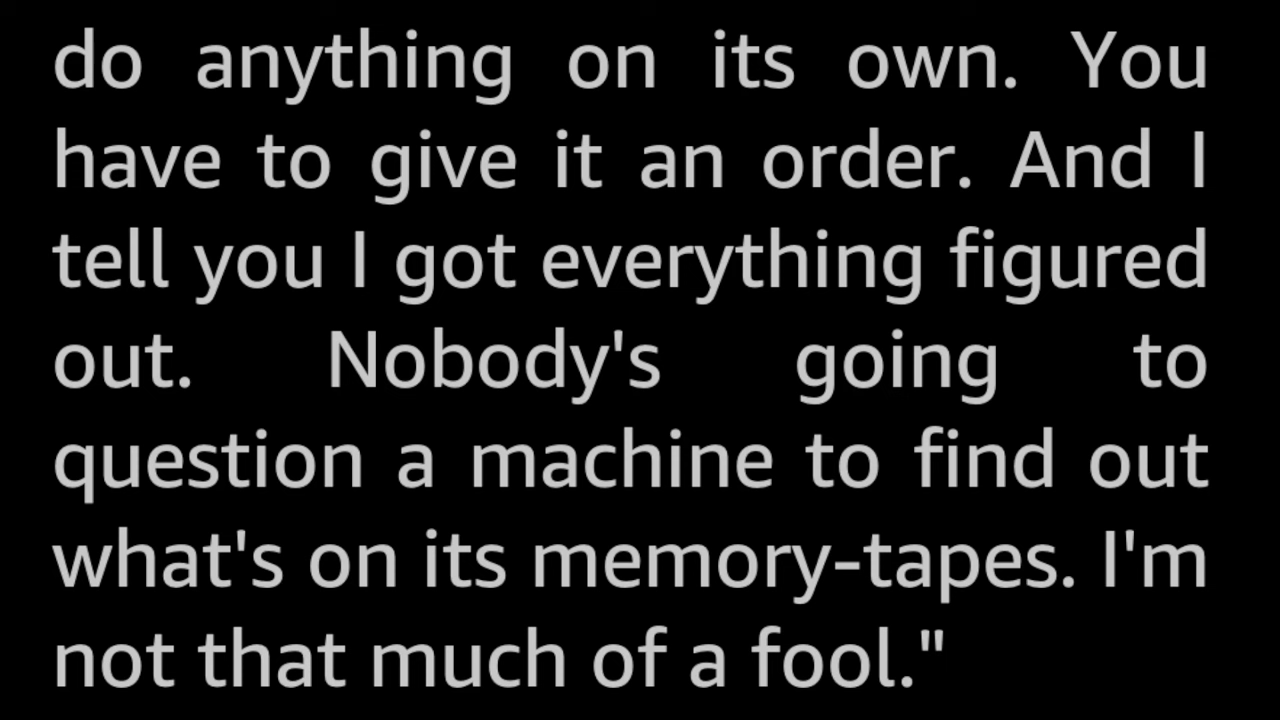 do anything on its own. You
have to give it an order. And I
tell you I got everything figured
out. Nobody's going to
question a machine to find out
what's on its memory-tapes. I'm
not that much of a fool."